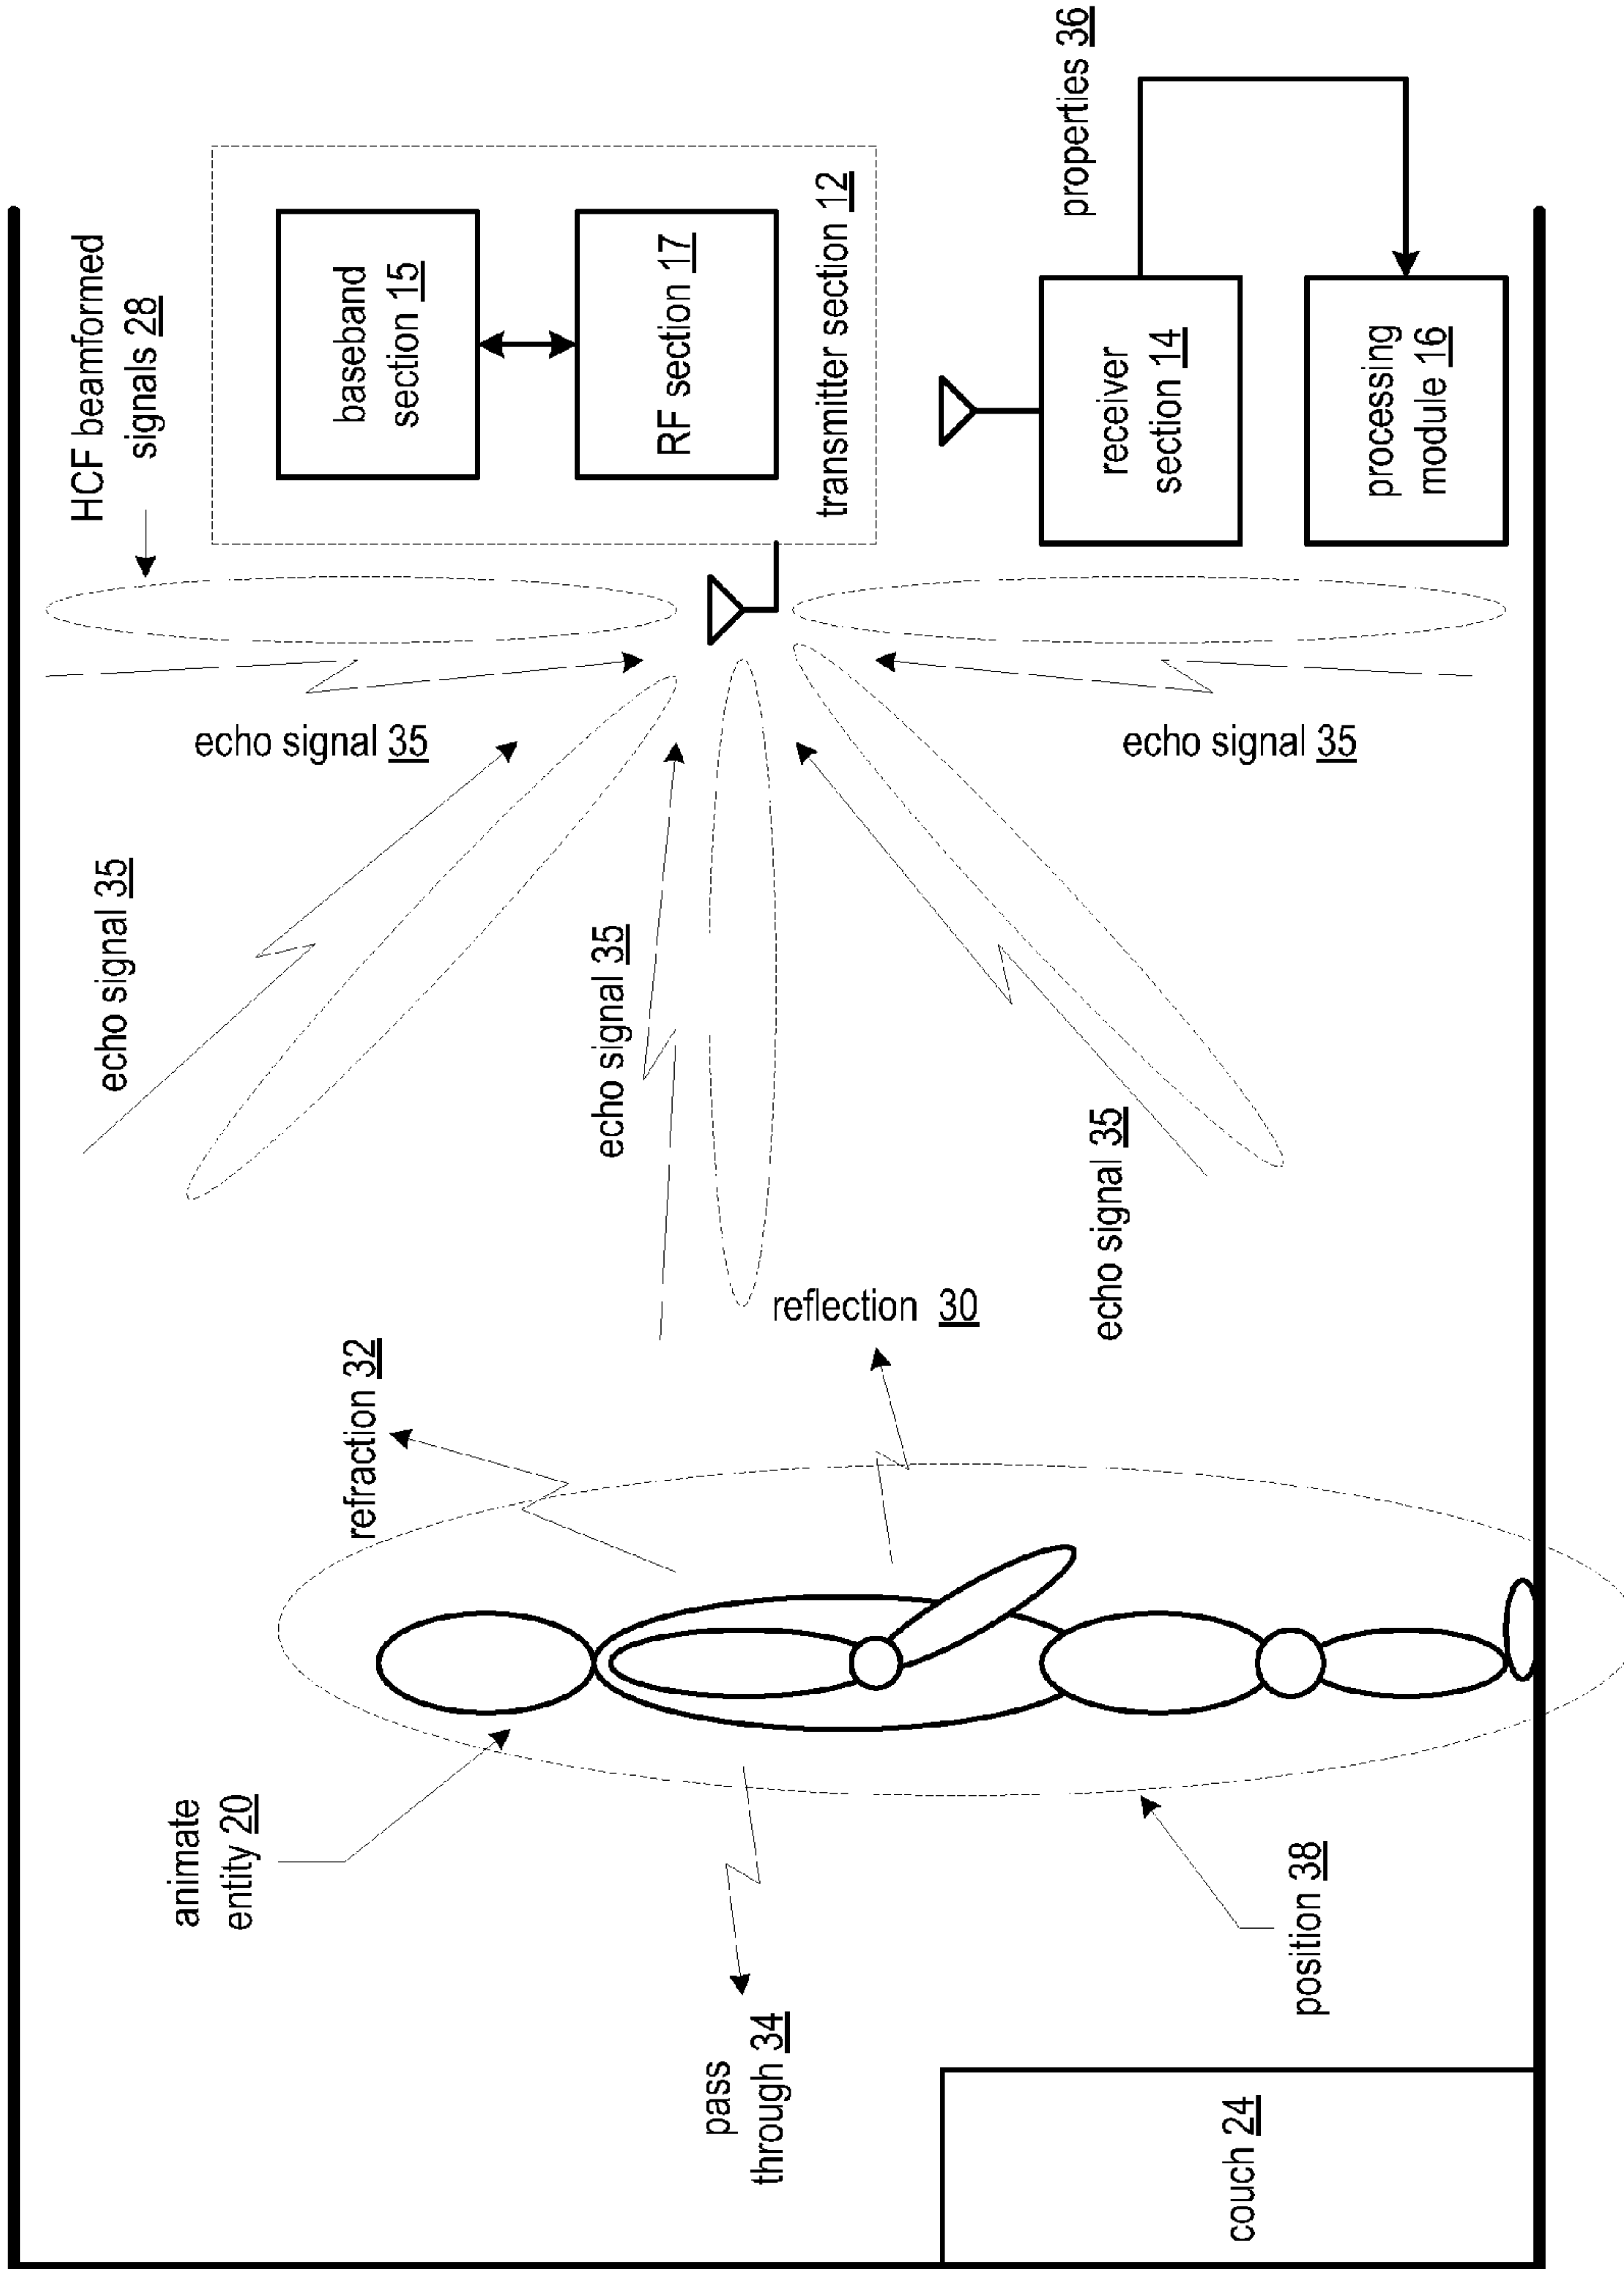 HCF beamformed
signals 28
baseband
section 15
RF section 17
transmitter section 12
properties 36
receiver
section 14
processing
module 16
echo signal 35
echo signal 35
echo signal 35
echo signal 35
echo signal 35
refraction 32
reflection 30
animate
entity 20
pass
through 34
position 38
couch 24